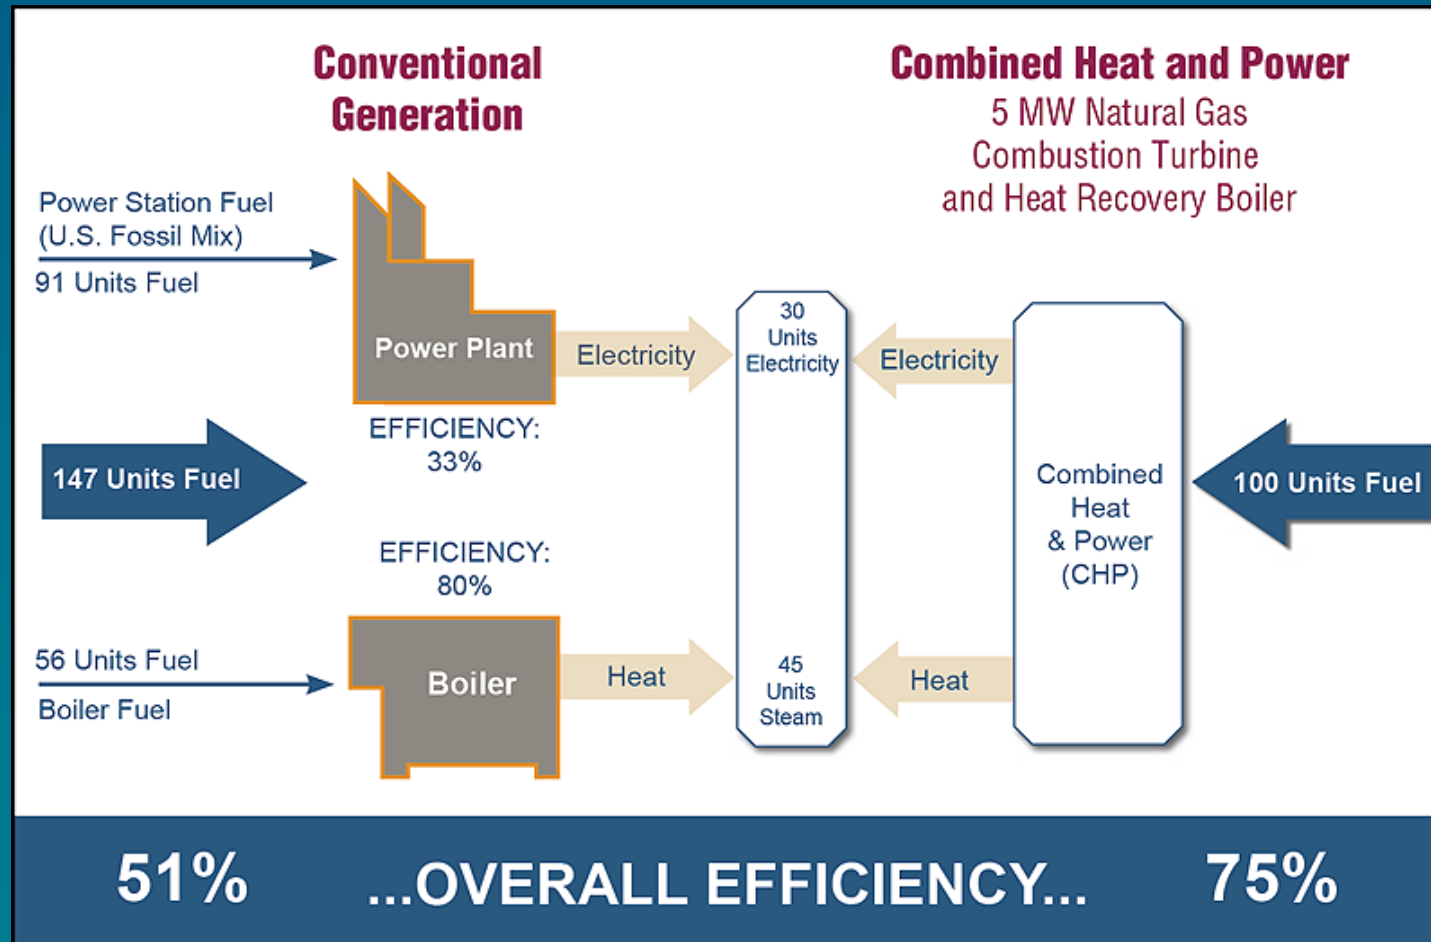 Conventional
Generation
Combined Heat and Power
5 MW Natural Gas
Combustion Turbine
and Heat Recovery Boiler
Power Station Fuel
(U.S. Fossil Mix)
91 Units Fuel
Power Plant
Electricity
30
Units
Electricity
Electricity
EFFICIENCY:
33%
147 Units Fuel
Combined
Heat
& Power
(CHP)
100 Units Fuel
EFFICIENCY:
80%
56 Units Fuel
Boiler Fuel
Boiler
Heat
45
Units
Steam
Heat
51%
...OVERALL EFFICIENCY...
75%